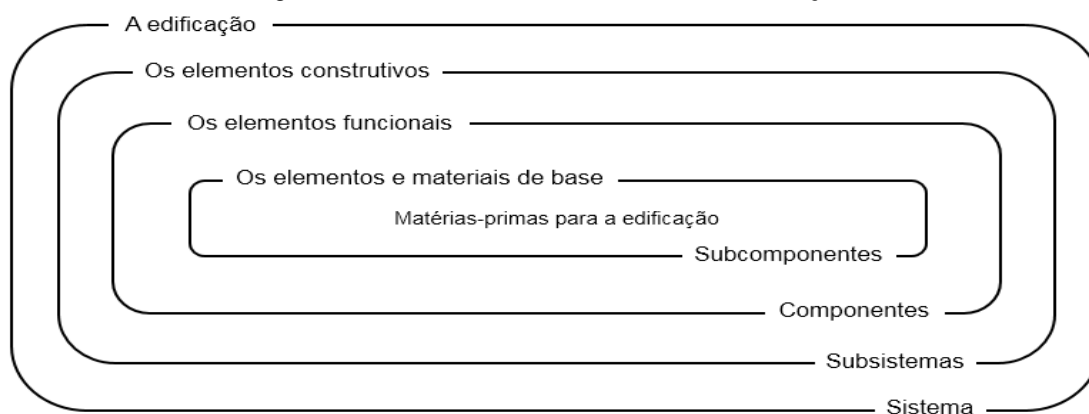 A edificação
Os elementos construtivos
Os elementos funcionais
Os elementos e materiais de base
Matérias-primas para a edificação
Subcomponentes
Componentes
Subsistemas
Sistema